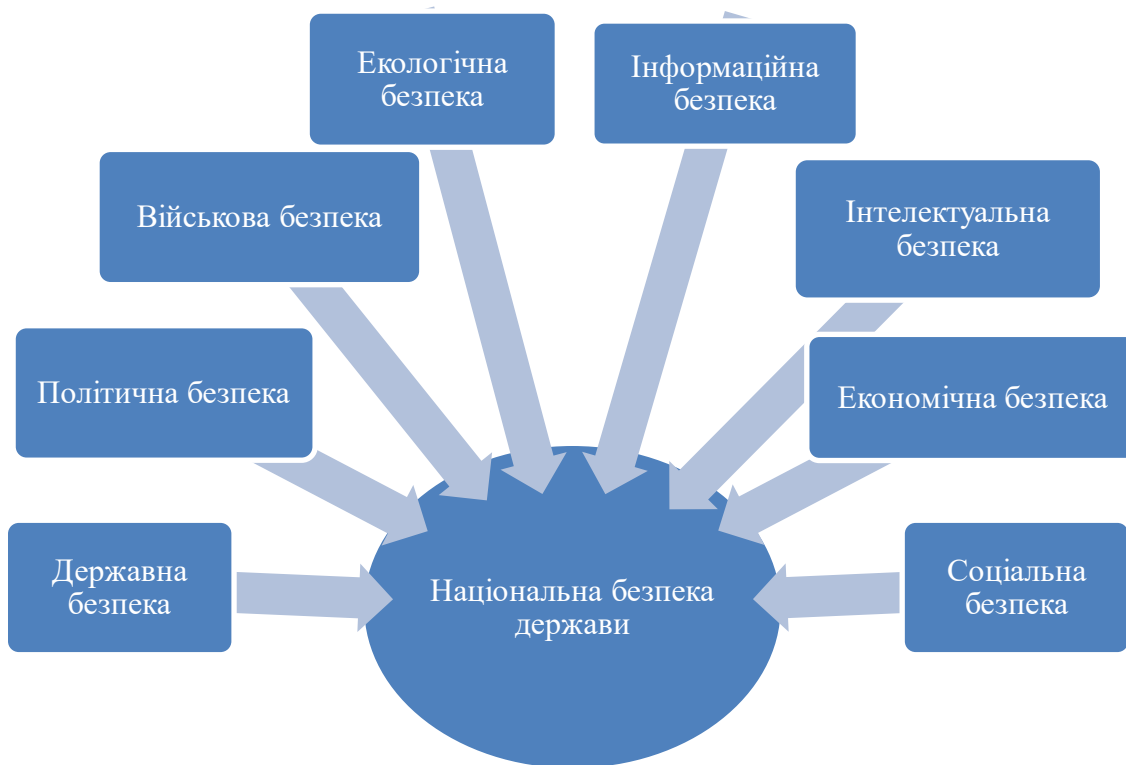 Екологічна
безпека
Інформаційна
безпека
Військова безпека
Інтелектуальна
безпека
Політична безпека
Економічна безпека
Державна
безпека
Національна безпека
держави
Соціальна
безпека